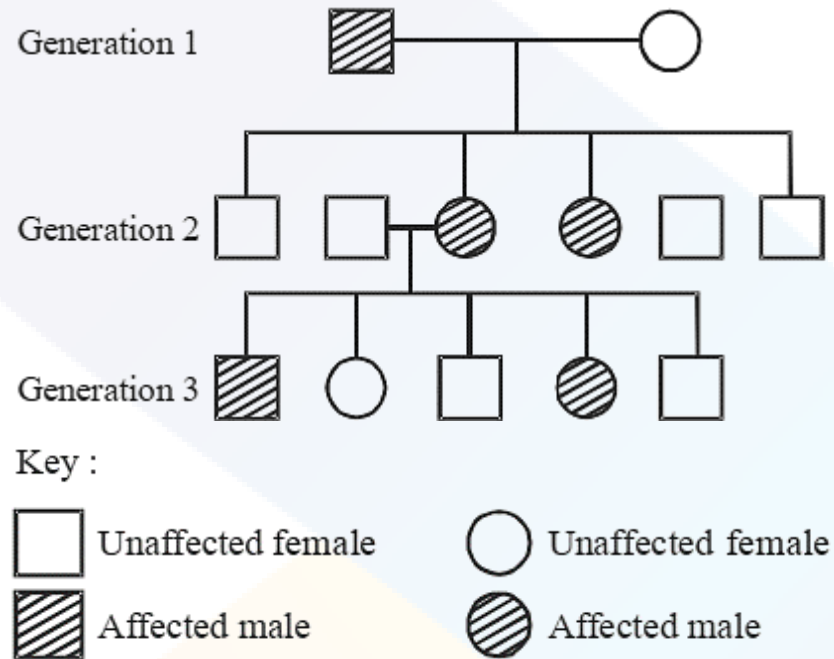 Generation 1
Generation 2
Generation 3
Key :
Unaffected female Unaffected female
Affected male Affected male